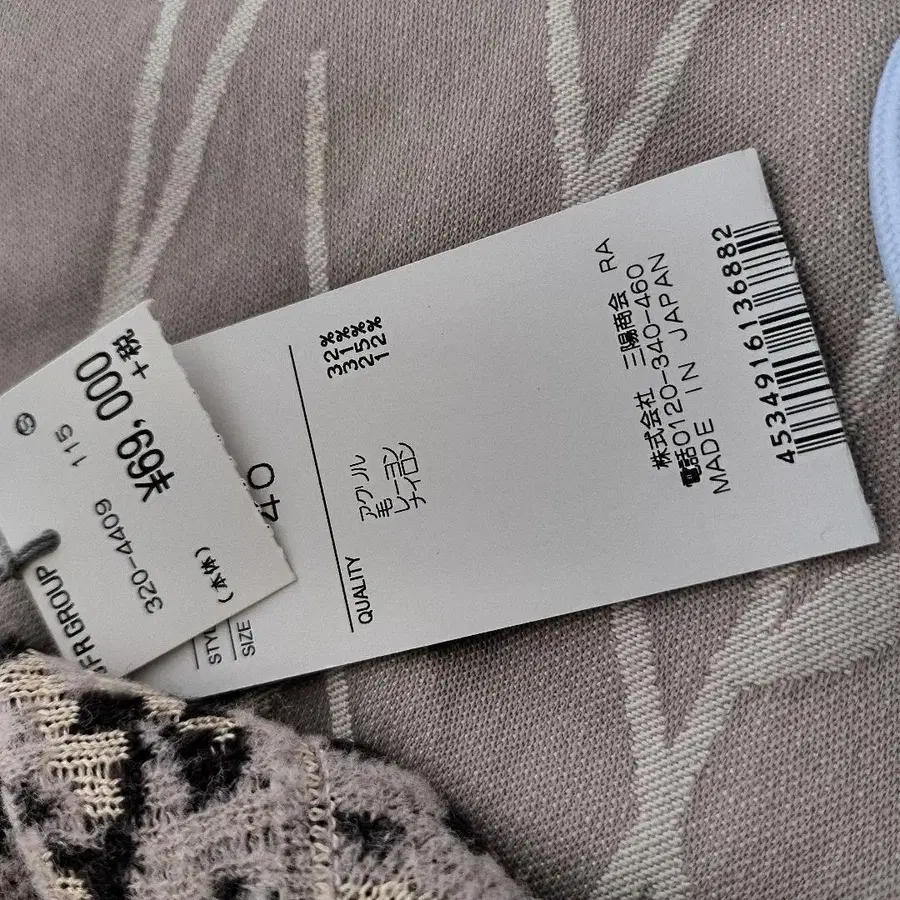 JFR GROUP
320-4409 115 Ⓢ
(本体) ¥69,000
+税
STY
SIZE 40
QUALITY アクリル 32%
毛 31%
レーヨン 25%
ナイロン 12%
株式会社 三陽商会 RA
電話0120-340-460
MADE IN JAPAN
4534916136882